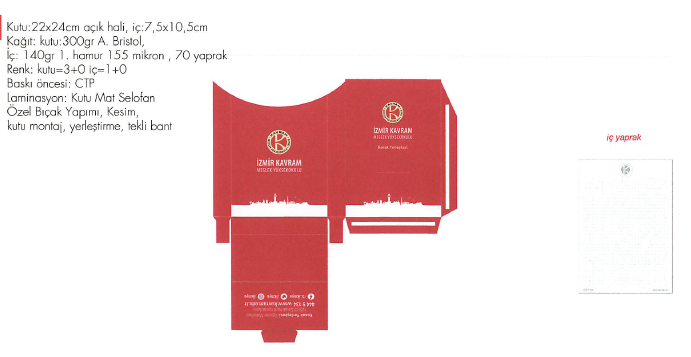 Kutu:22x24cm açık hali, iç:7,5x10,5cm
Kağıt: kutu:300gr A. Bristol,
İç: 140gr 1. hamur 155 mikron , 70 yaprak
Renk: kutu=3+0 iç=1+0
Baskı öncesi: CTP
Laminasyon: Kutu Mat Selofan
Özel Bıçak Yapımı, Kesim,
kutu montaj, yerleştirme, tekli bant
İZMİR KAVRAM
MESLEK YÜKSEKOKULU
İZMİR KAVRAM
MESLEK YÜKSEKOKULU
iç yaprak